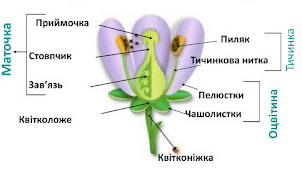 Маточка
Приймочка
Стовпчик
Зав'язь
Квітколоже
Пиляк
Тичинкова нитка
Тичинка
Пелюстки
Чашолистки
Оцвітина
Квітконіжка